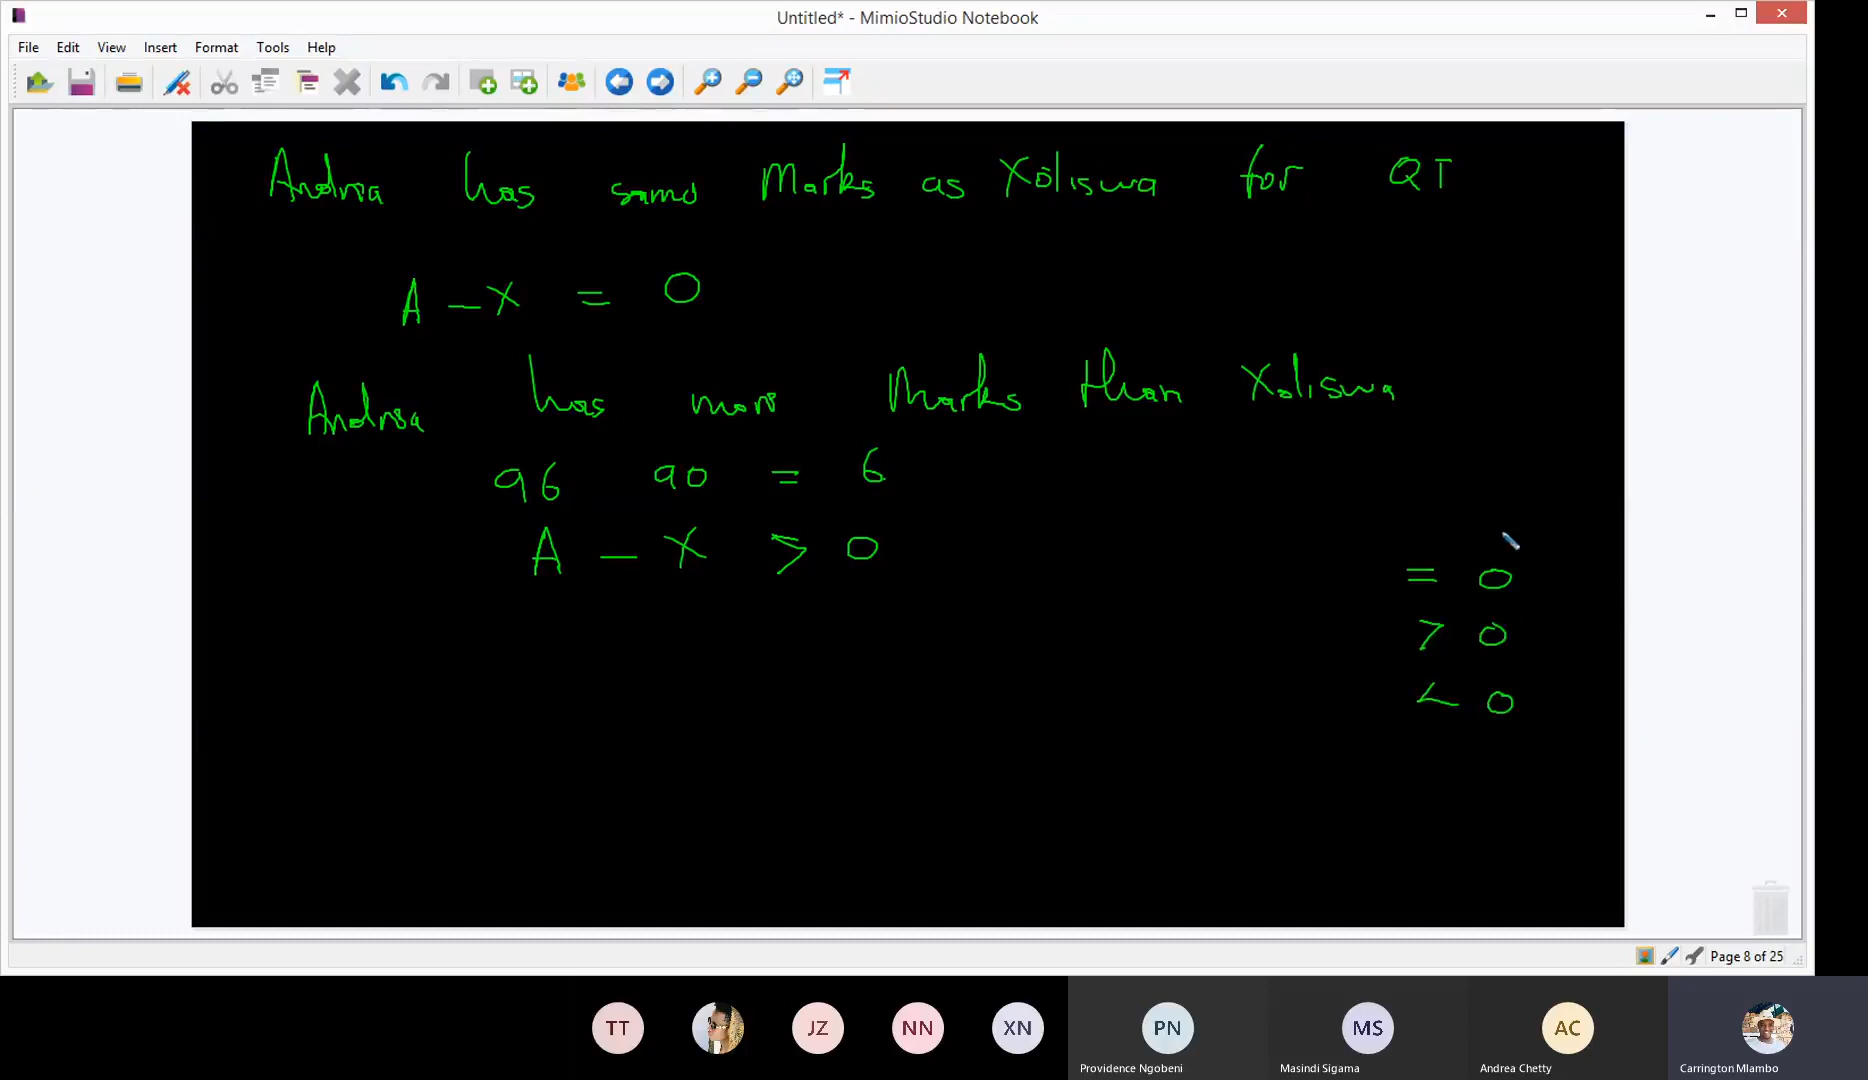 Untitled* - MimioStudio Notebook
File Edit View Insert Format Tools Help
Andrea has same Marks as Xoliswa for QT
A - X = 0
Andrea has more Marks than Xoliswa
96 90 = 6
A - X > 0
= 0
> 0
< 0
Page 8 of 25
TT JZ NN XN PN MS AC
Providence Ngobeni Masindi Sigama Andrea Chetty Carrington Mlambo